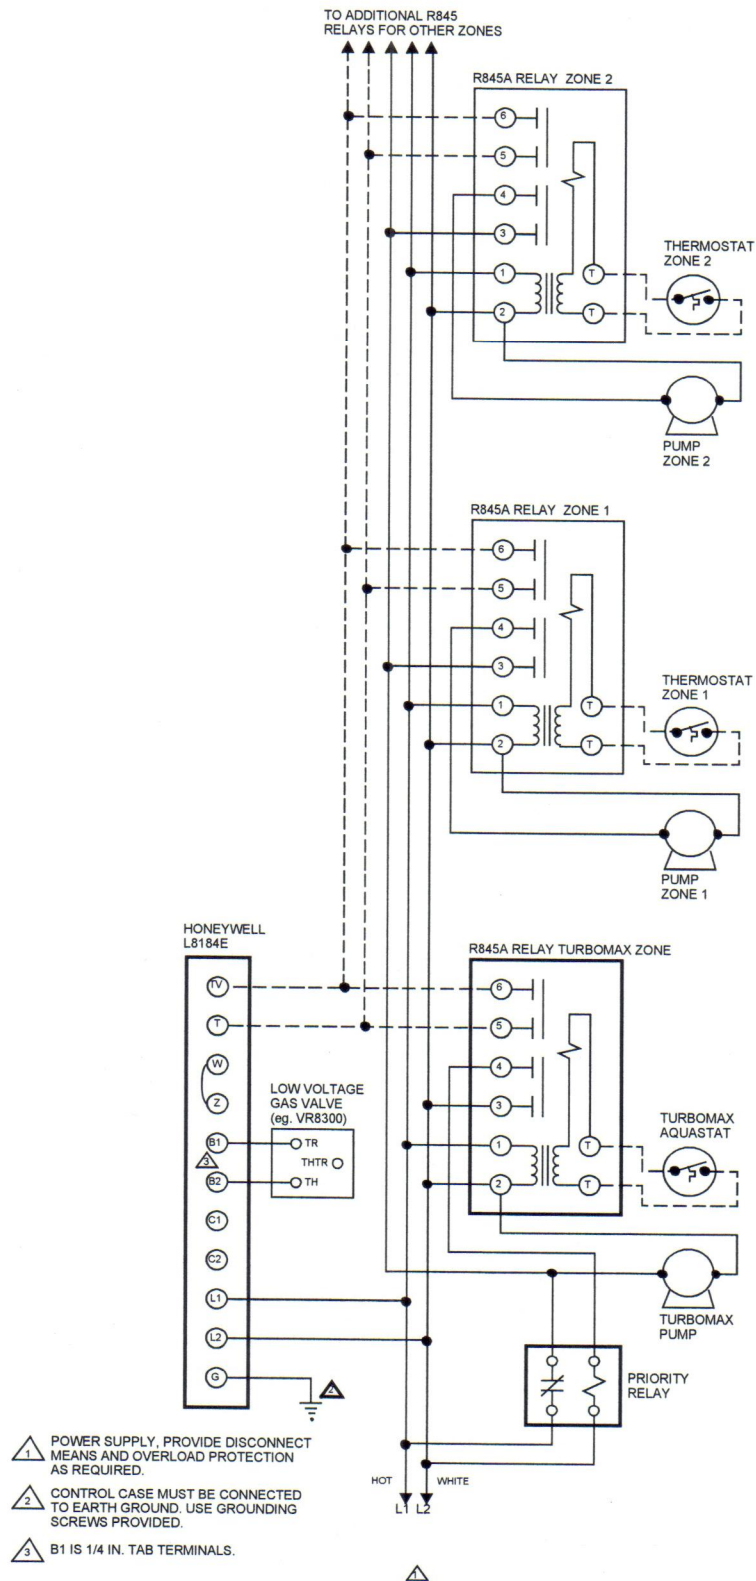 TO ADDITIONAL R845
RELAYS FOR OTHER ZONES
R845A RELAY ZONE 2
6
5
4
3
1
2
T
T
THERMOSTAT
ZONE 2
PUMP
ZONE 2
R845A RELAY ZONE 1
6
5
4
3
1
2
T
T
THERMOSTAT
ZONE 1
PUMP
ZONE 1
HONEYWELL
L8184E
TV
T
W
Z
B1
3
B2
C1
C2
L1
L2
G
2
LOW VOLTAGE
GAS VALVE
(eg. VR8300)
TR
THTR
TH
R845A RELAY TURBOMAX ZONE
6
5
4
3
1
2
T
T
TURBOMAX
AQUASTAT
TURBOMAX
PUMP
PRIORITY
RELAY
HOT
WHITE
L1 L2
1
1 POWER SUPPLY, PROVIDE DISCONNECT
MEANS AND OVERLOAD PROTECTION
AS REQUIRED.
2 CONTROL CASE MUST BE CONNECTED
TO EARTH GROUND. USE GROUNDING
SCREWS PROVIDED.
3 B1 IS 1/4 IN. TAB TERMINALS.